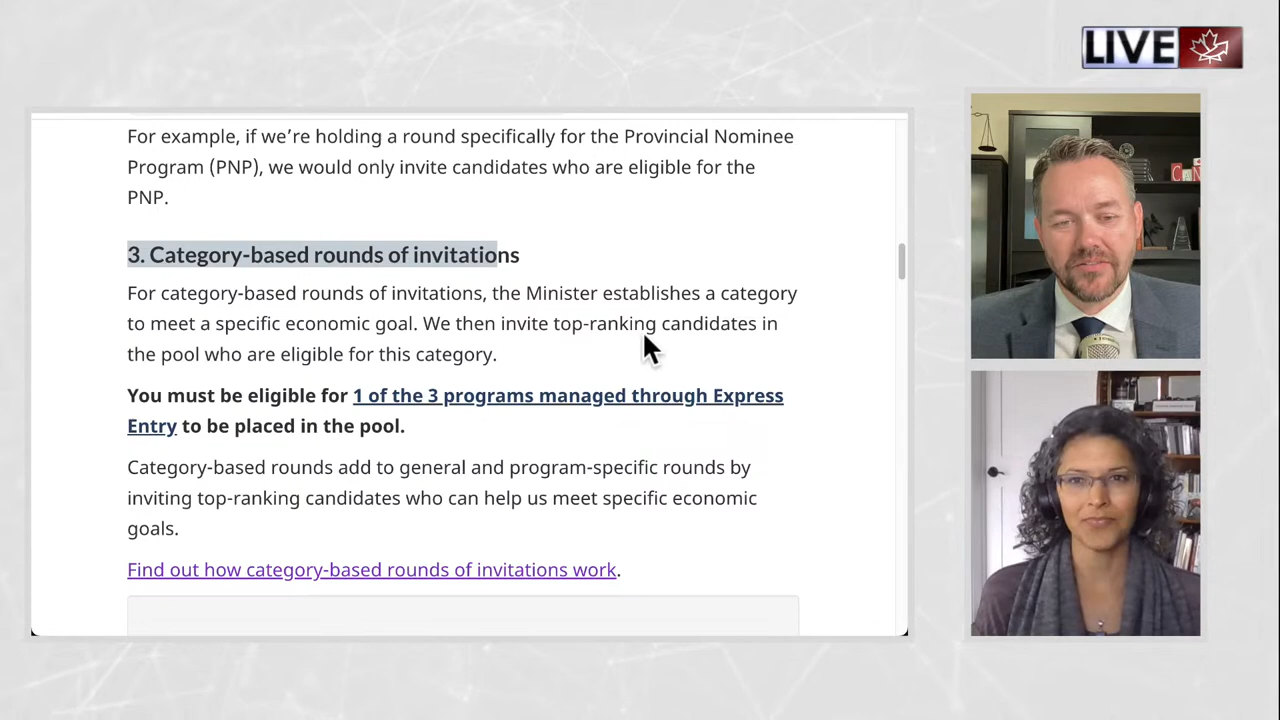 LIVE
For example, if we’re holding a round specifically for the Provincial Nominee
Program (PNP), we would only invite candidates who are eligible for the
PNP.
3. Category-based rounds of invitations
For category-based rounds of invitations, the Minister establishes a category
to meet a specific economic goal. We then invite top-ranking candidates in
the pool who are eligible for this category.
You must be eligible for 1 of the 3 programs managed through Express
Entry to be placed in the pool.
Category-based rounds add to general and program-specific rounds by
inviting top-ranking candidates who can help us meet specific economic
goals.
Find out how category-based rounds of invitations work.